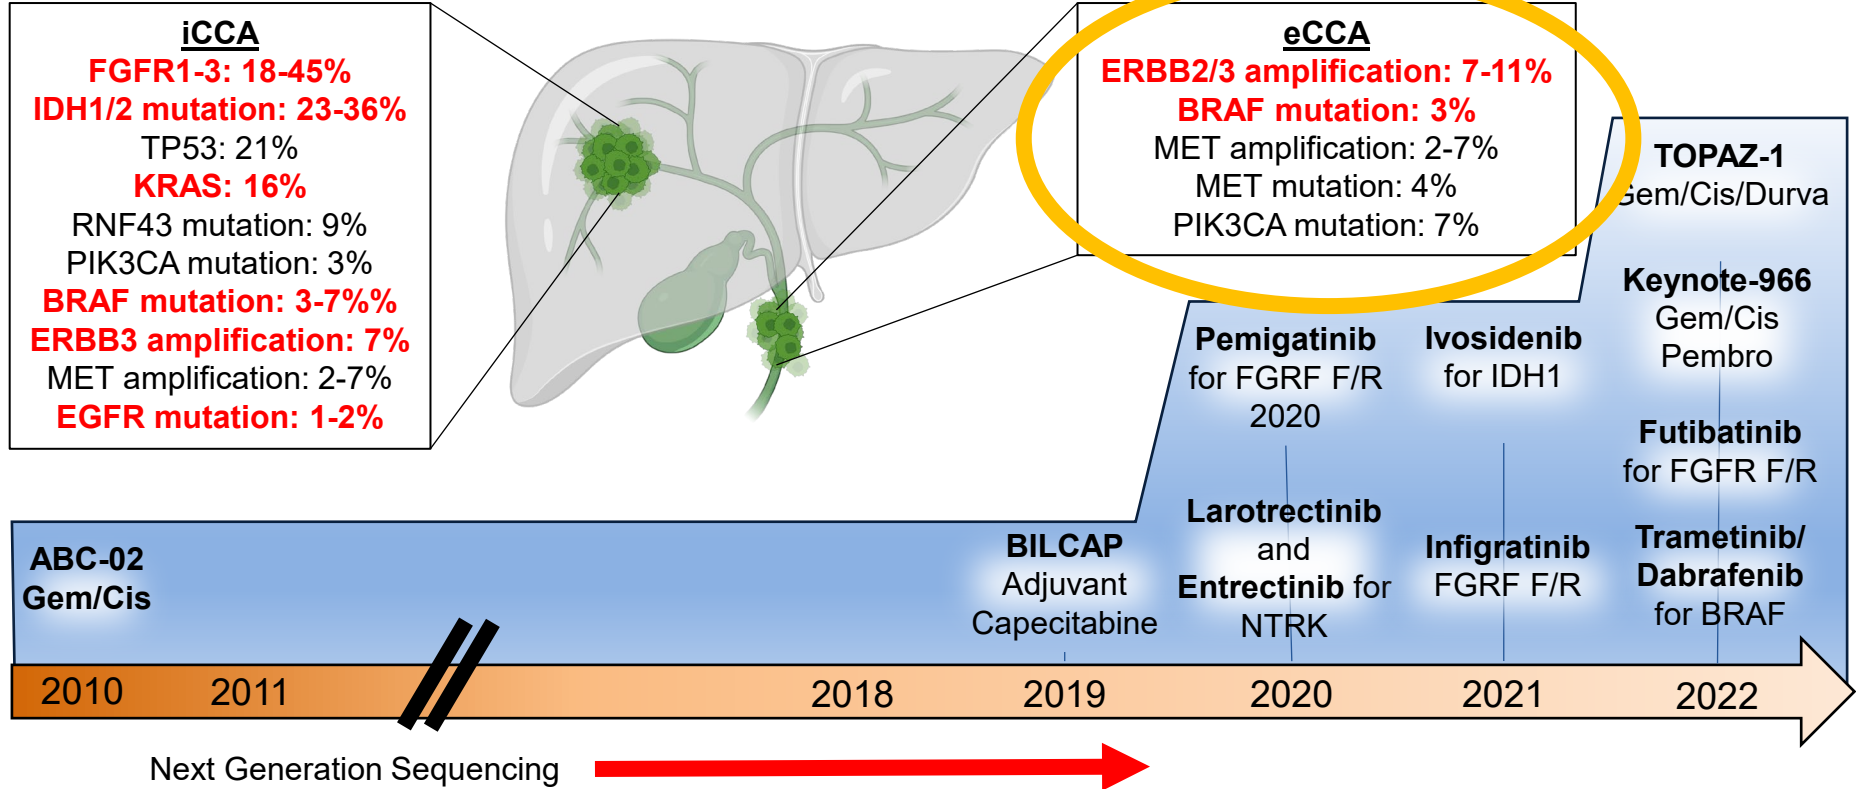 iCCA
FGFR1-3: 18-45%
IDH1/2 mutation: 23-36%
TP53: 21%
KRAS: 16%
RNF43 mutation: 9%
PIK3CA mutation: 3%
BRAF mutation: 3-7%%
ERBB3 amplification: 7%
MET amplification: 2-7%
EGFR mutation: 1-2%
eCCA
ERBB2/3 amplification: 7-11%
BRAF mutation: 3%
MET amplification: 2-7%
MET mutation: 4%
PIK3CA mutation: 7%
ABC-02
Gem/Cis
BILCAP
Adjuvant
Capecitabine
Pemigatinib
for FGRF F/R
2020
Larotrectinib
and
Entrectinib for
NTRK
Ivosidenib
for IDH1
Infigratinib
FGRF F/R
TOPAZ-1
Gem/Cis/Durva
Keynote-966
Gem/Cis
Pembro
Futibatinib
for FGFR F/R
Trametinib/
Dabrafenib
for BRAF
2010
2011
2018
2019
2020
2021
2022
Next Generation Sequencing